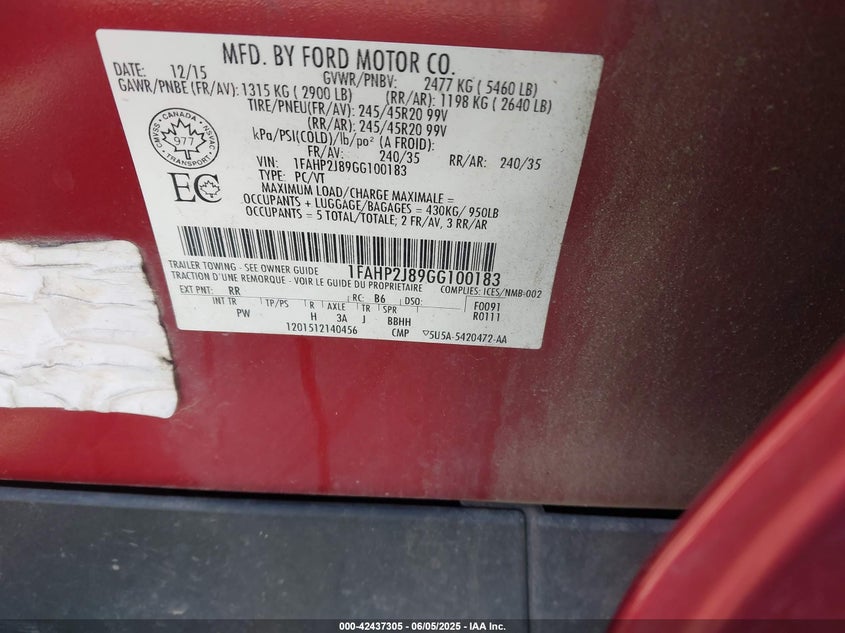 MFD. BY FORD MOTOR CO.
DATE: 12/15 GVWR/PNBV: 2477 KG ( 5460 LB)
GAWR/PNBE (FR/AV): 1315 KG ( 2900 LB) (RR/AR): 1198 KG ( 2640 LB)
TIRE/PNEU(FR/AV): 245/45R20 99V
(RR/AR): 245/45R20 99V
kPa/PSI(COLD)/lb/po² (A FROID):
FR/AV: 240/35 RR/AR: 240/35
CANADA
CMVSS NSVAC
977
TRANSPORT
VIN: 1FAHP2J89GG100183
TYPE: PC/VT
EC
MAXIMUM LOAD/CHARGE MAXIMALE =
OCCUPANTS + LUGGAGE/BAGAGES = 430KG/ 950LB
OCCUPANTS = 5 TOTAL/TOTALE; 2 FR/AV, 3 RR/AR
1FAHP2J89GG100183
TRAILER TOWING - SEE OWNER GUIDE
TRACTION D'UNE REMORQUE - VOIR LE GUIDE DU PROPRIETAIRE
COMPLIES: ICES/NMB-002
EXT PNT: RR RC: B6 DSO: F0091
INT TR TP/PS R AXLE TR SPR R0111
PW H 3A J BBHH
1201512140456 CMP ▽5U5A-5420472-AA
000-42437305 | 06/05/2025 | IAA Inc.